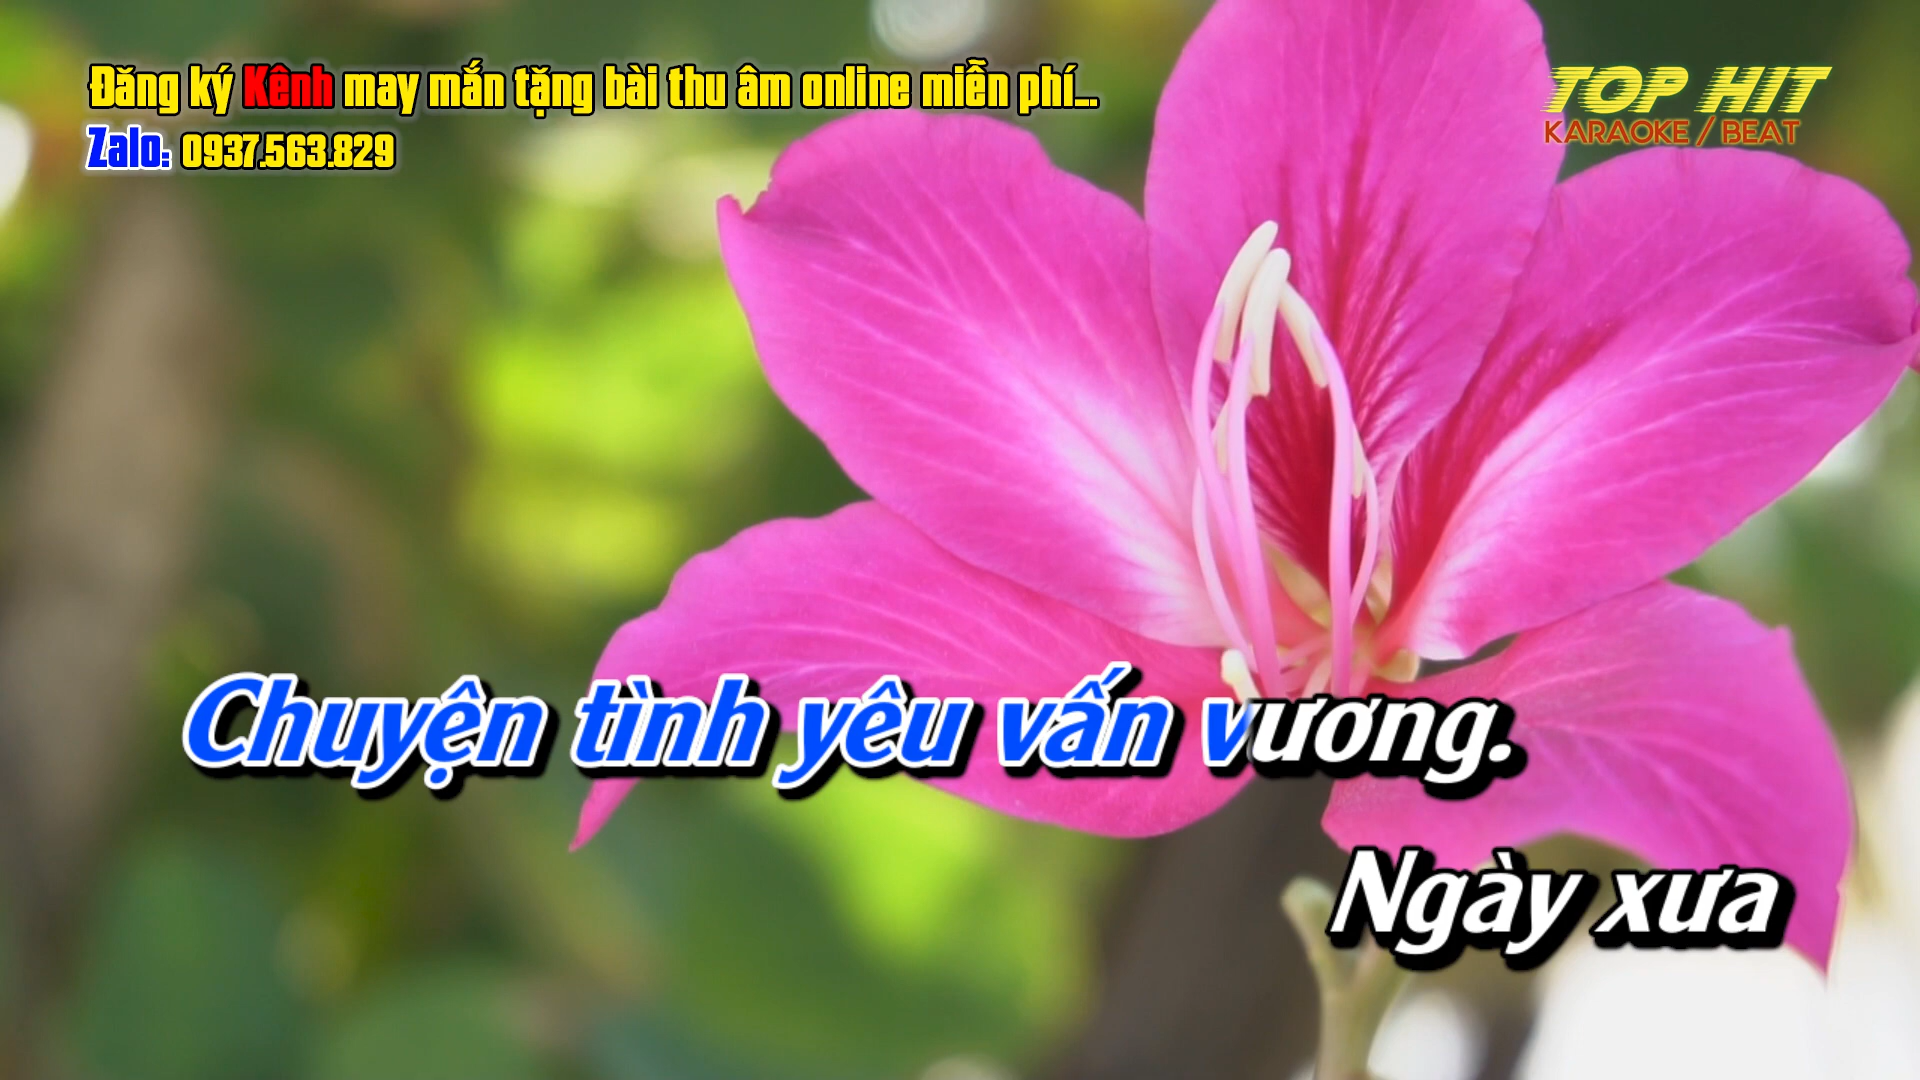 Đăng ký Kênh may mắn tặng bài thu âm online miễn phí...
Zalo: 0937.563.829
TOP HIT
KARAOKE / BEAT
Chuyện tình yêu vấn vương.
Ngày xưa